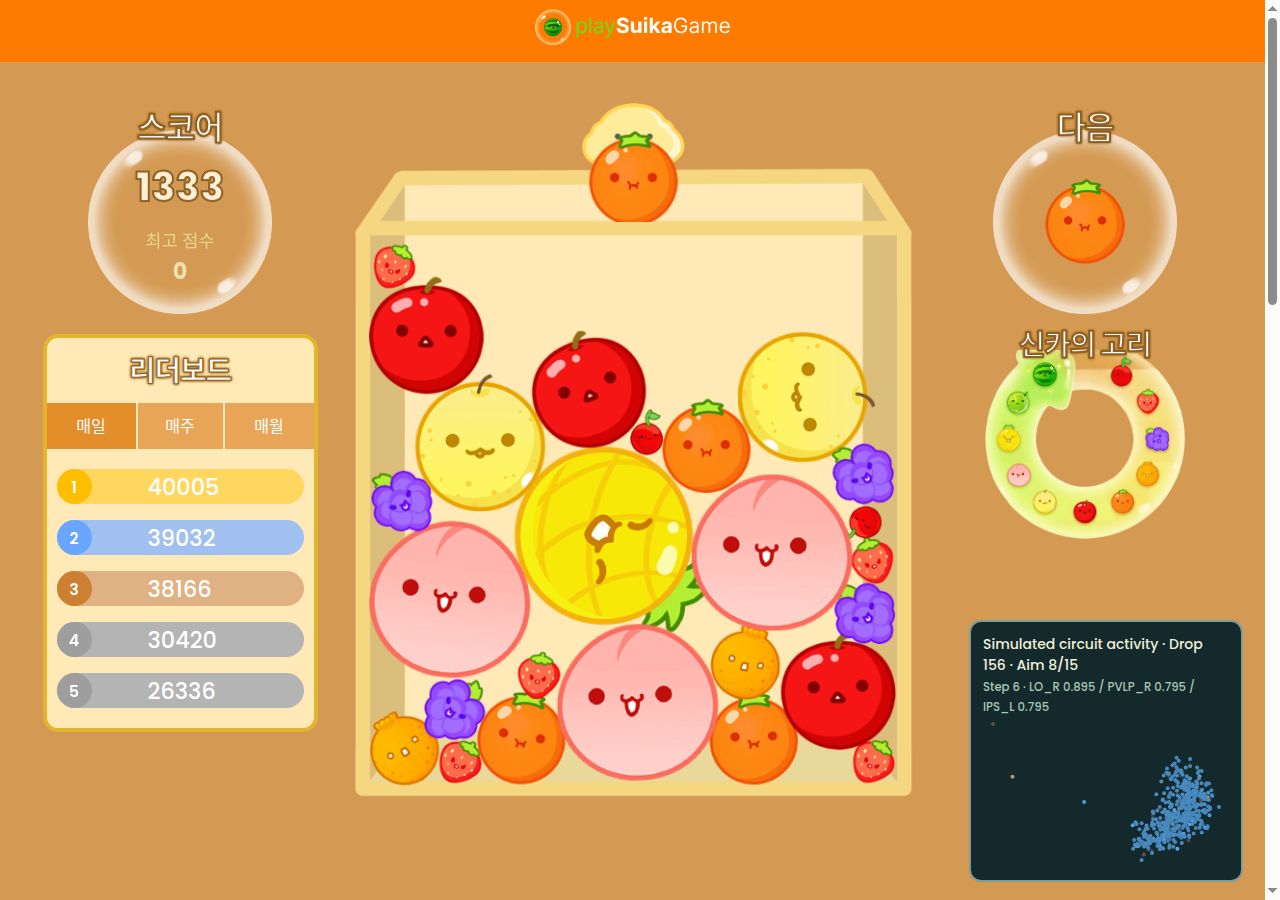 playSuikaGame
스코어
1333
최고 점수
0
리더보드
매일 매주 매월
1 40005
2 39032
3 38166
4 30420
5 26336
다음
신카의 고리
Simulated circuit activity · Drop
156 · Aim 8/15
Step 6 · LO_R 0.895 / PVLP_R 0.795 /
IPS_L 0.795